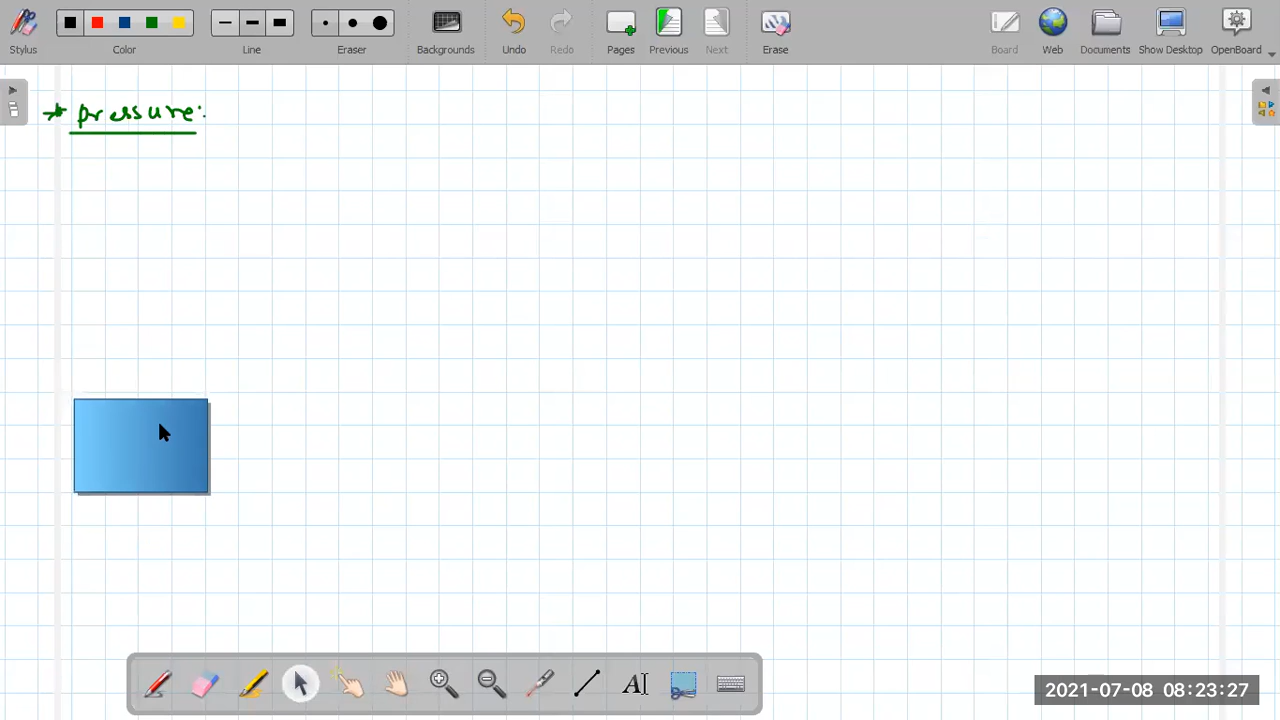 Stylus Color Line Eraser Backgrounds Undo Redo Pages Previous Next Erase Board Web Documents Show Desktop OpenBoard
* pressure:
A
2021-07-08 08:23:27